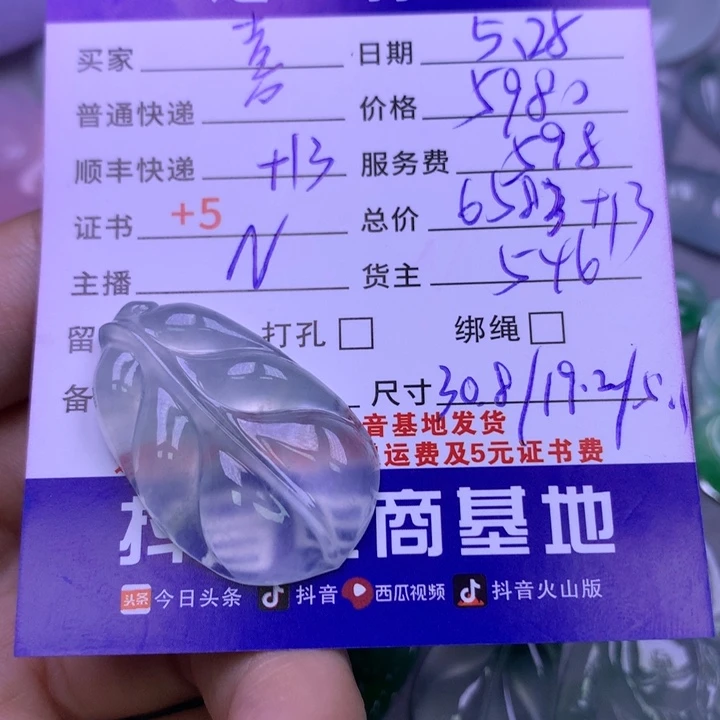 买家 喜 日期 5.28
普通快递 价格 5980
顺丰快递 +13 服务费 598
证书 +5 总价 6583+13
主播 N 货主 546
留 打孔 绑绳
备 尺寸 30.8/19.2/5.1
音基地发货
运费及5元证书费
抖 商基地
头条 今日头条 抖音 西瓜视频 抖音火山版